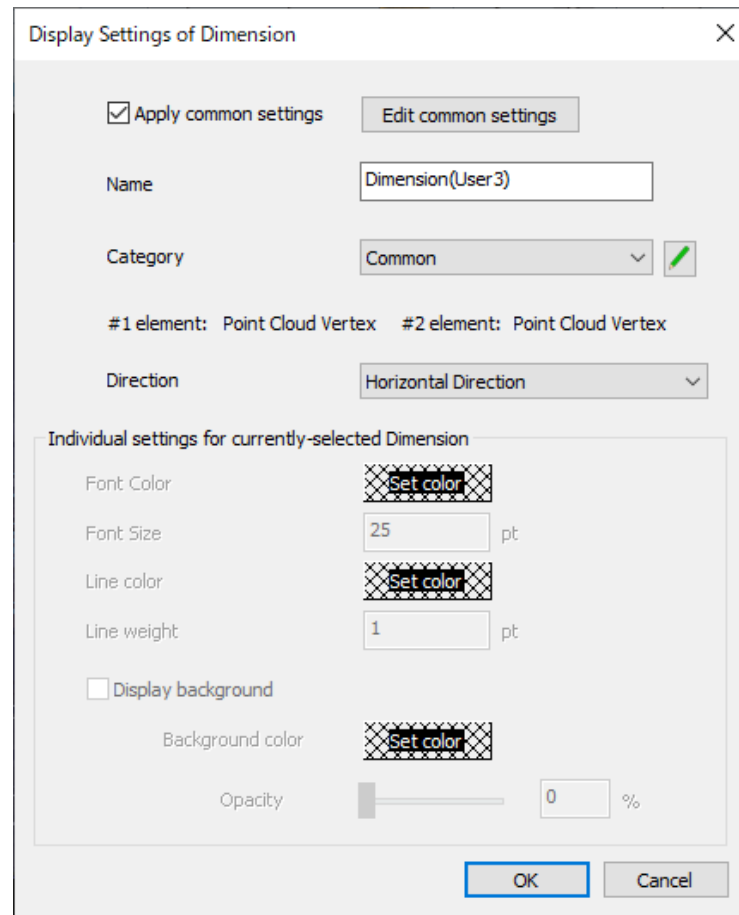 Display Settings of Dimension
Apply common settings Edit common settings
Name Dimension(User3)
Category Common
#1 element: Point Cloud Vertex #2 element: Point Cloud Vertex
Direction Horizontal Direction
Individual settings for currently-selected Dimension
Font Color Set color
Font Size 25 pt
Line color Set color
Line weight 1 pt
Display background
Background color Set color
Opacity 0 %
OK Cancel